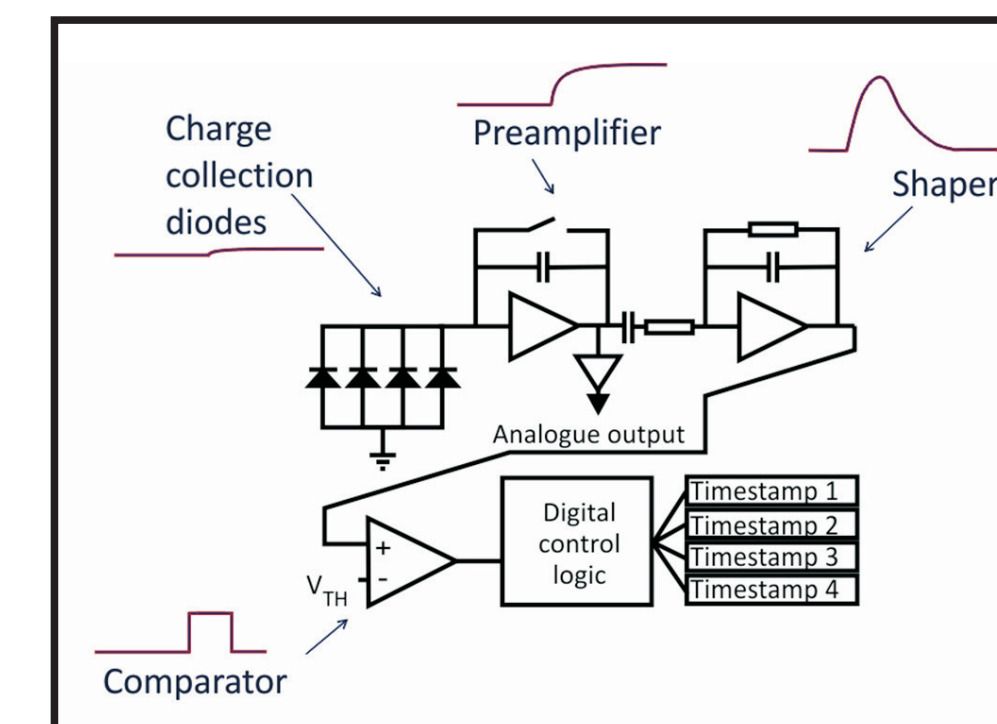 Charge
collection
diodes
Preamplifier
Shaper
Analogue output
Digital
control
logic
Timestamp 1
Timestamp 2
Timestamp 3
Timestamp 4
+
-
VTH
Comparator